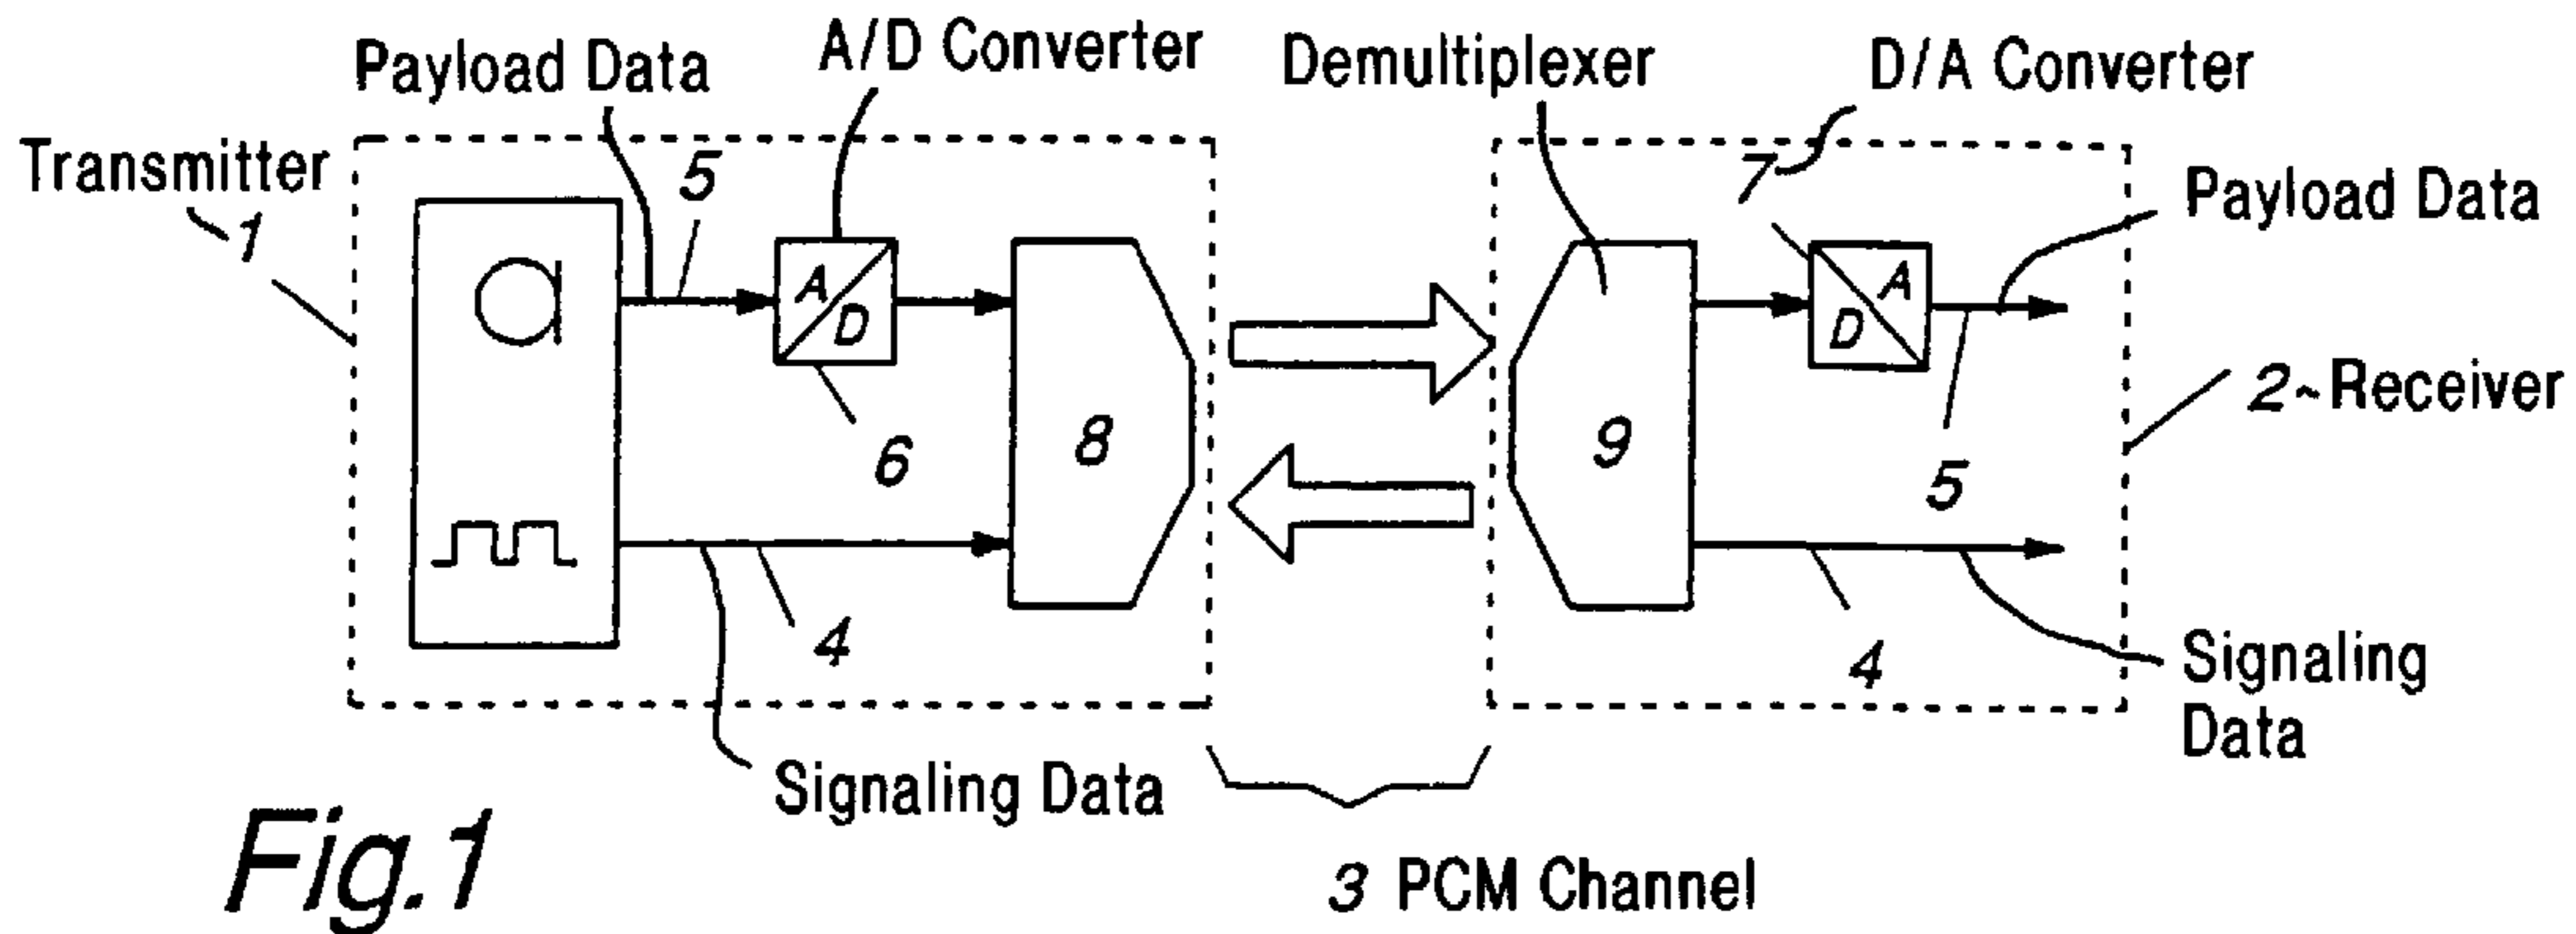 Payload Data
A/D Converter
Demultiplexer
D/A Converter
Transmitter
1
5
7
Payload Data
A
D
A
D
6
8
9
5
2~Receiver
4
4
Signaling Data
Signaling
Data
3 PCM Channel
Fig.1